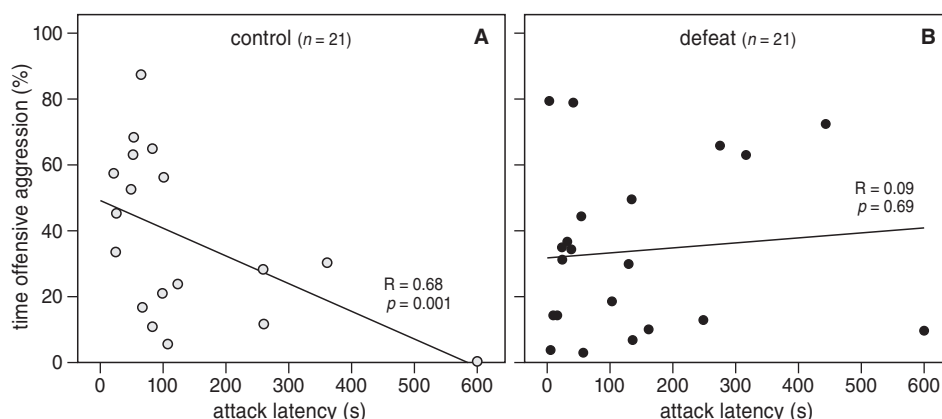 control (n = 21)
A
defeat (n = 21)
B
time offensive aggression (%)
100
80
60
40
20
0
R = 0.68
p = 0.001
R = 0.09
p = 0.69
0 100 200 300 400 500 600
0 100 200 300 400 500 600
attack latency (s)
attack latency (s)